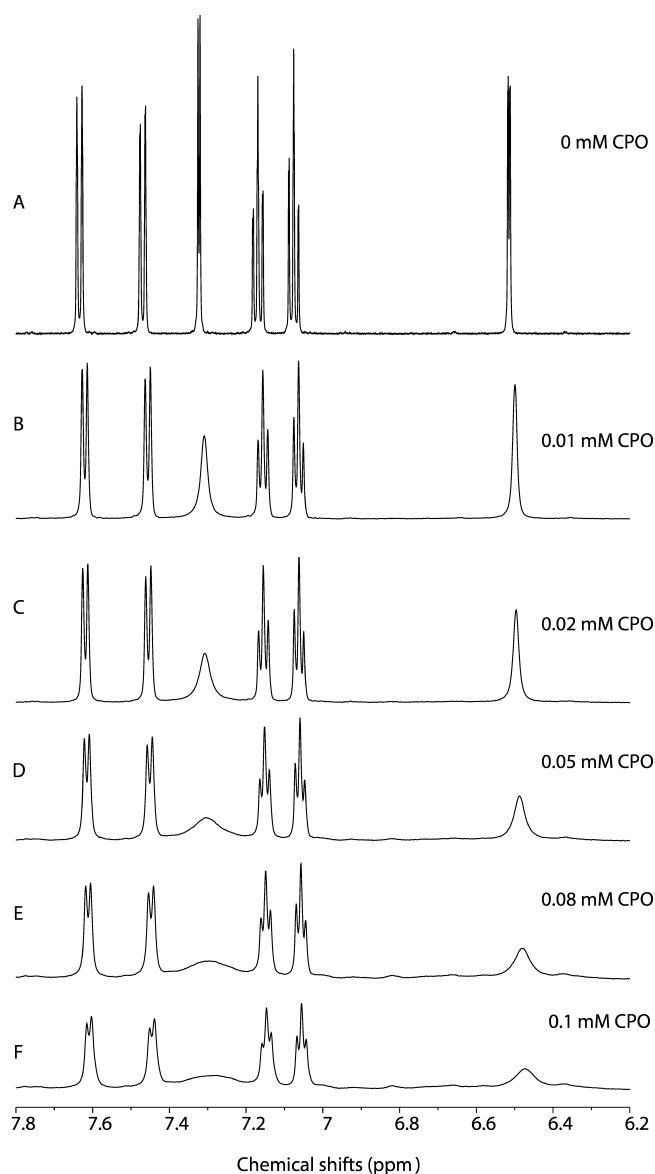 0 mM CPO
A
B
0.01 mM CPO
C
0.02 mM CPO
D
0.05 mM CPO
E
0.08 mM CPO
F
0.1 mM CPO
7.8 7.6 7.4 7.2 7 6.8 6.6 6.4 6.2
Chemical shifts (ppm)